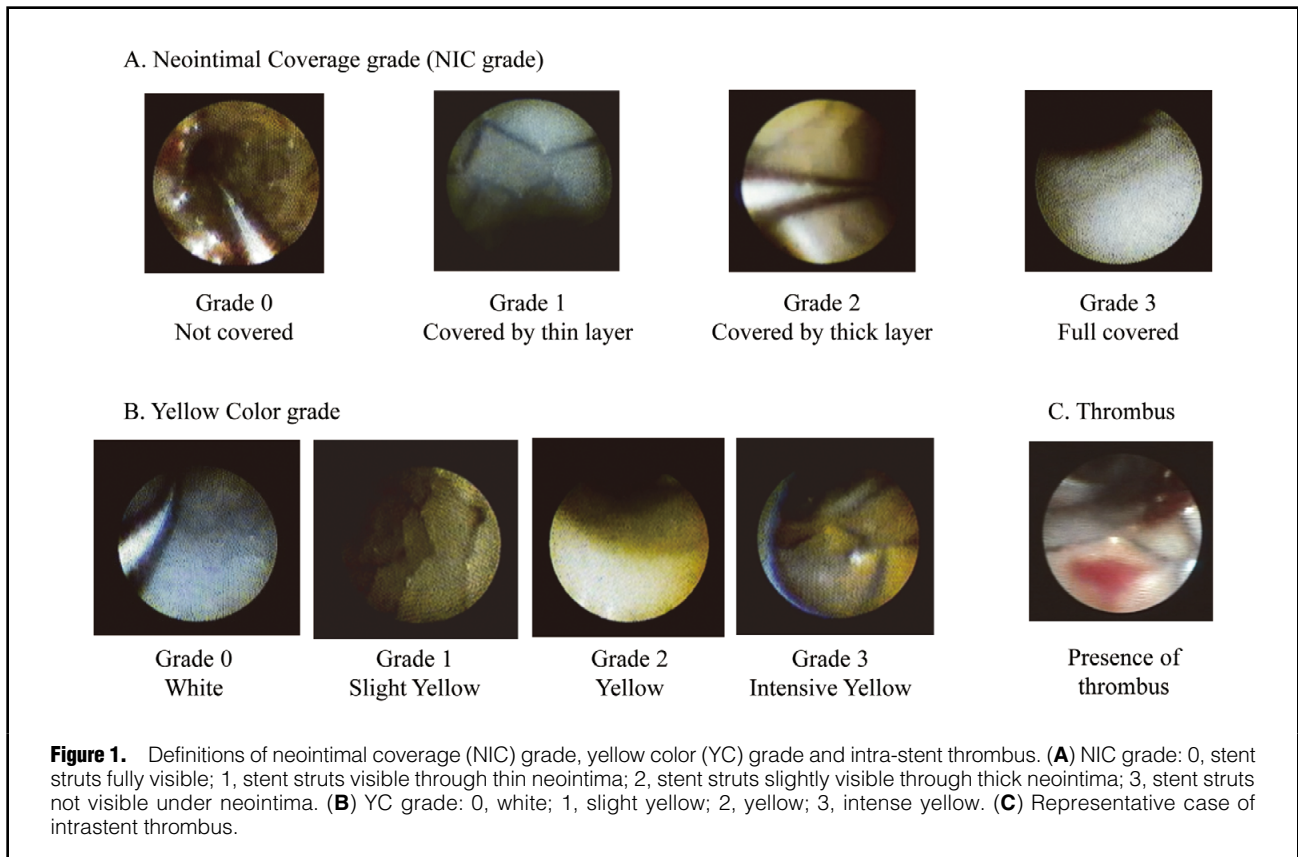 A. Neointimal Coverage grade (NIC grade)
Grade 0
Not covered
Grade 1
Covered by thin layer
Grade 2
Covered by thick layer
Grade 3
Full covered
B. Yellow Color grade
C. Thrombus
Grade 0
White
Grade 1
Slight Yellow
Grade 2
Yellow
Grade 3
Intensive Yellow
Presence of
thrombus
Figure 1. Definitions of neointimal coverage (NIC) grade, yellow color (YC) grade and intra-stent thrombus. (A) NIC grade: 0, stent
struts fully visible; 1, stent struts visible through thin neointima; 2, stent struts slightly visible through thick neointima; 3, stent struts
not visible under neointima. (B) YC grade: 0, white; 1, slight yellow; 2, yellow; 3, intense yellow. (C) Representative case of
intrastent thrombus.